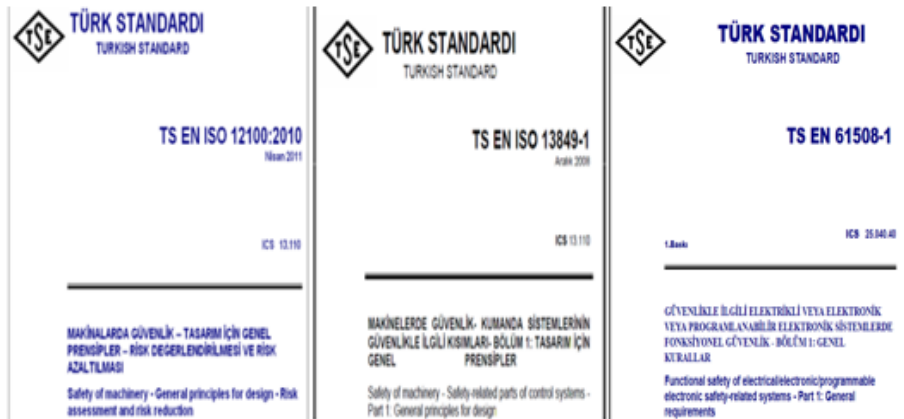 TSE
TÜRK STANDARDI
TURKISH STANDARD
TS EN ISO 12100:2010
Nisan 2011
ICS 13.110
MAKİNALARDA GÜVENLİK – TASARIM İÇİN GENEL
PRENSİPLER – RİSK DEĞERLENDİRİLMESİ VE RİSK
AZALTILMASI
Safety of machinery - General principles for design - Risk
assessment and risk reduction
TSE
TÜRK STANDARDI
TURKISH STANDARD
TS EN ISO 13849-1
Aralık 2008
ICS 13 110
MAKİNELERDE GÜVENLİK- KUMANDA SİSTEMLERİNİN
GÜVENLİKLE İLGİLİ KISIMLARI- BÖLÜM 1: TASARIM İÇİN
GENEL PRENSİPLER
Safety of machinery - Safety-related parts of control systems -
Part 1: General principles for design
TSE
TÜRK STANDARDI
TURKISH STANDARD
TS EN 61508-1
1.Baskı
ICS 25.040.40
GÜVENLİKLE İLGİLİ ELEKTRİKLİ VEYA ELEKTRONİK
VEYA PROGRAMLANABİLİR ELEKTRONİK SİSTEMLERDE
FONKSİYONEL GÜVENLİK - BÖLÜM 1: GENEL
KURALLAR
Functional safety of electrical/electronic/programmable
electronic safety-related systems - Part 1: General
requirements